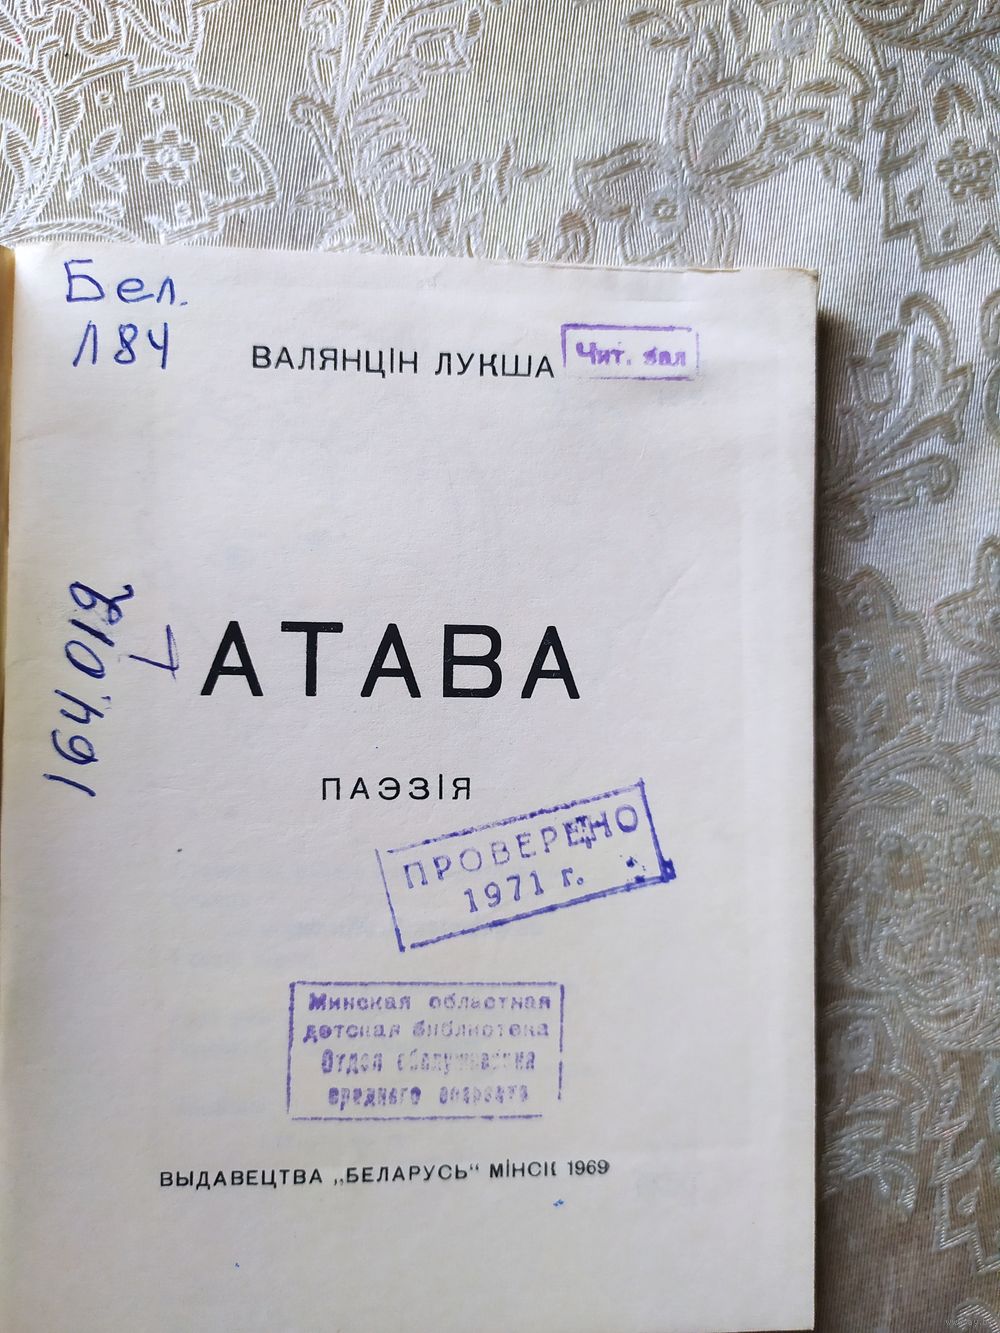 Бел.
Л84
ВАЛЯНЦІН ЛУКША
Чит. зал
164.019
АТАВА
ПАЭЗІЯ
ПРОВЕРЕНО
1971 г.
Минская областная
детская библиотека
Отдел обслуживания
среднего возраста
ВЫДАВЕЦТВА „БЕЛАРУСЬ“ МІНСК 1969